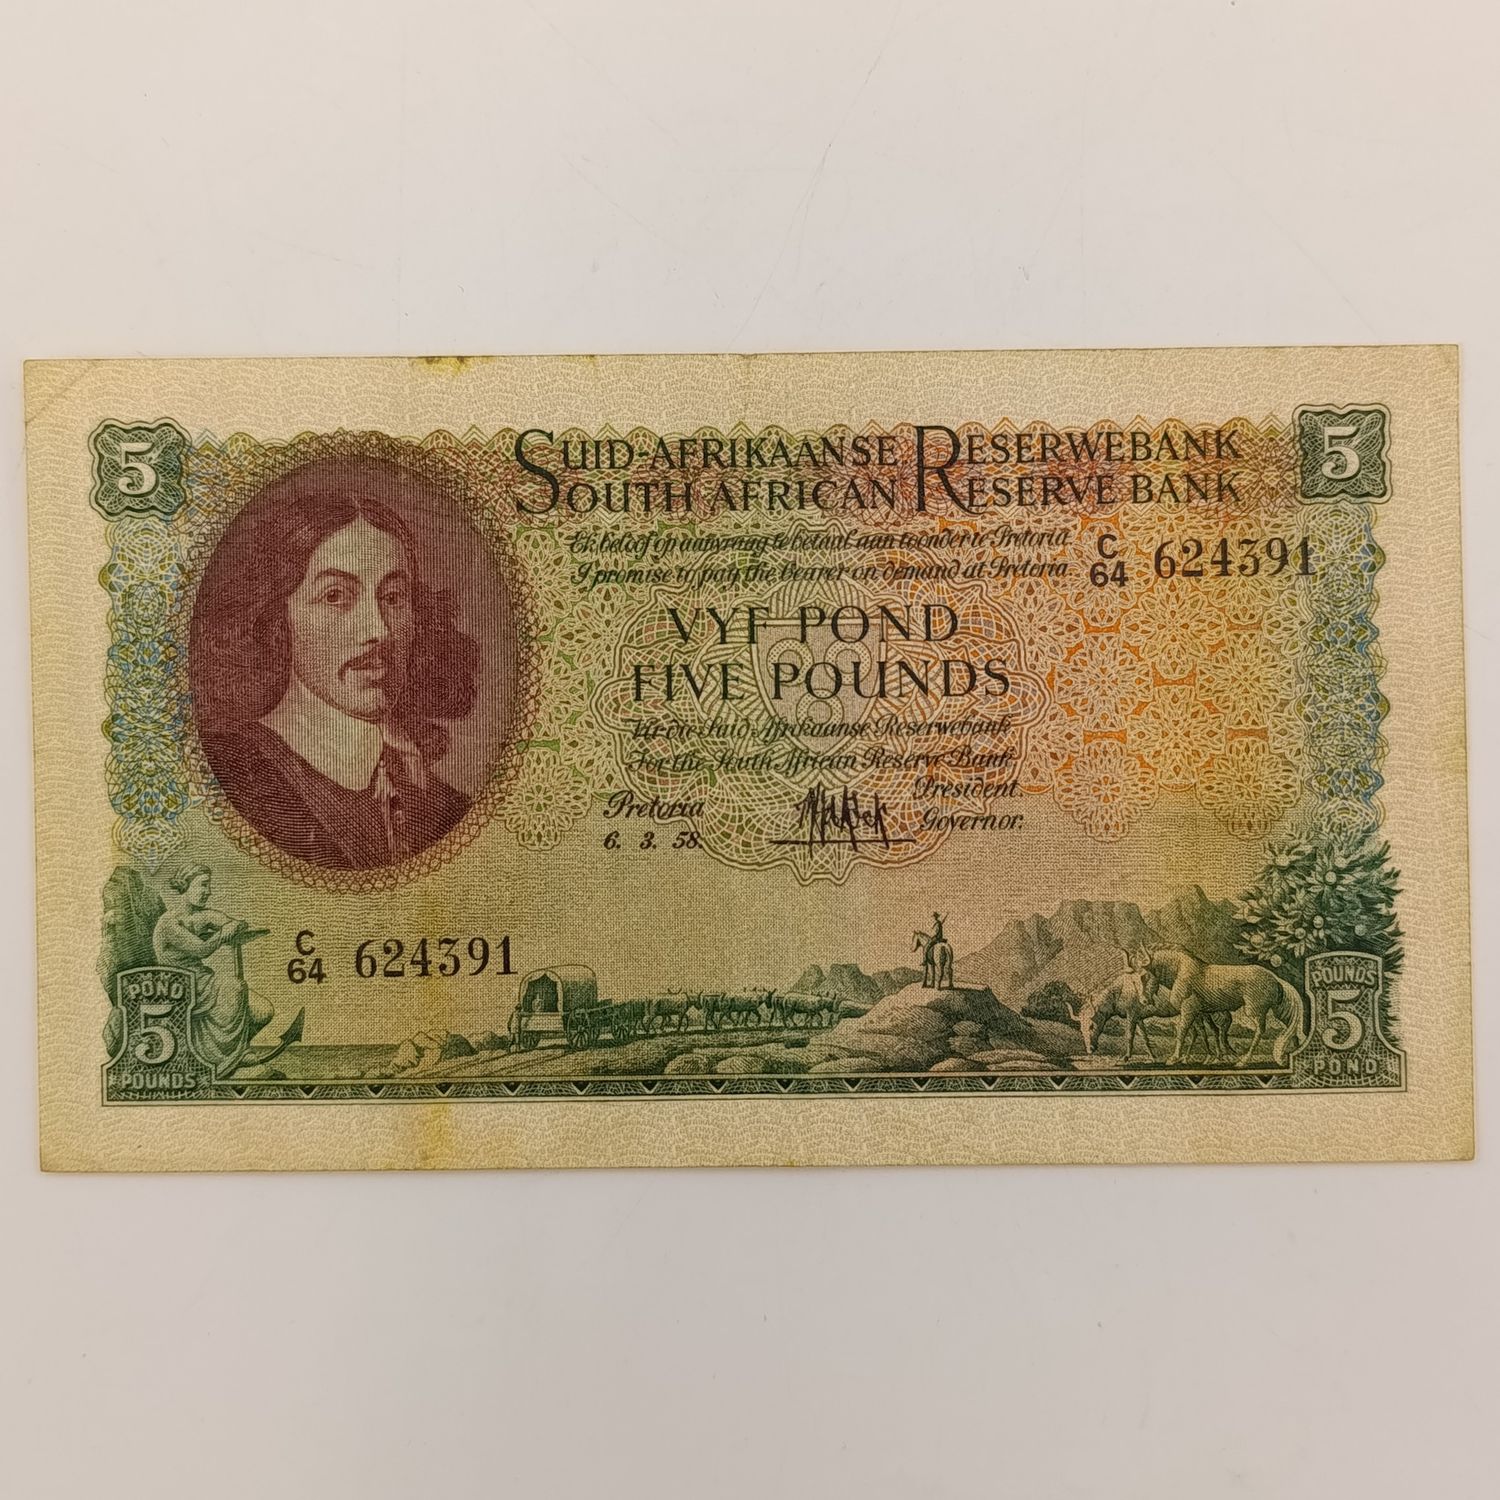 5 SUID-AFRIKAANSE RESERWEBANK 5
SOUTH AFRICAN RESERVE BANK
Ek beloof op aanvraag te betaal aan toonder te Pretoria
I promise to pay the bearer on demand at Pretoria
C/64 624391
VYF POND
FIVE POUNDS
Vir die Suid-Afrikaanse Reserwebank
For the South African Reserve Bank
Pretoria
6. 3. 58.
President.
Governor.
C/64 624391
POND
5
POUNDS
POUNDS
5
POND